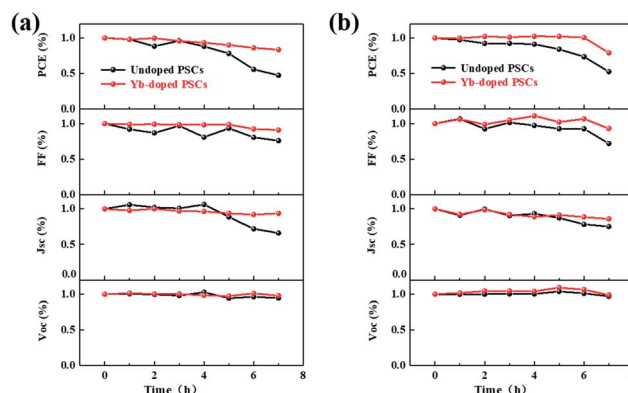 (a)
PCE (%)
1.0
0.5
0.0
Undoped PSCs
Yb-doped PSCs
FF (%)
1.0
0.5
0.0
Jsc (%)
1.0
0.5
0.0
Voc (%)
1.0
0.5
0.0
0 2 4 6 8
Time (h)
(b)
PCE (%)
1.0
0.5
0.0
Undoped PSCs
Yb-doped PSCs
FF (%)
1.0
0.5
0.0
Jsc (%)
1.0
0.5
0.0
Voc (%)
1.0
0.5
0 2 4 6 8
Time (h)